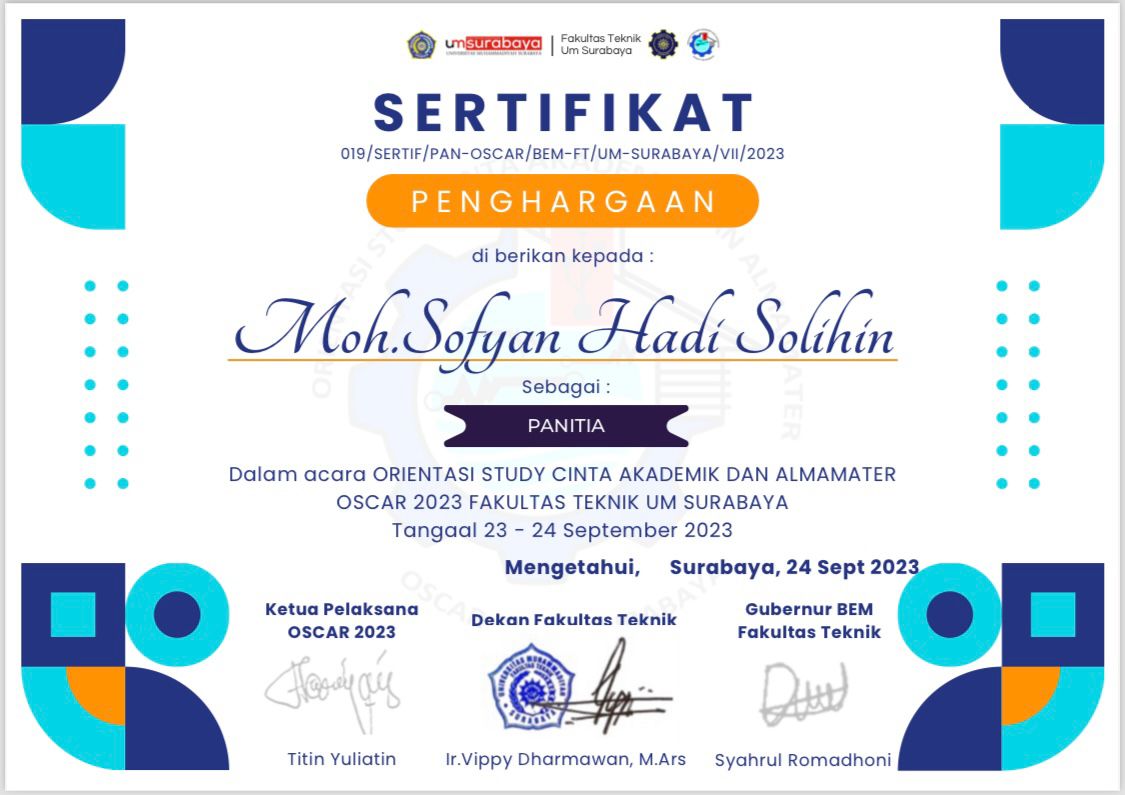 umsurabaya
UNIVERSITAS MUHAMMADIYAH SURABAYA
Fakultas Teknik
Um Surabaya
SERTIFIKAT
019/SERTIF/PAN-OSCAR/BEM-FT/UM-SURABAYA/VII/2023
PENGHARGAAN
di berikan kepada :
Moh.Sofyan Hadi Solihin
Sebagai :
PANITIA
Dalam acara ORIENTASI STUDY CINTA AKADEMIK DAN ALMAMATER
OSCAR 2023 FAKULTAS TEKNIK UM SURABAYA
Tangaal 23 - 24 September 2023
Mengetahui, Surabaya, 24 Sept 2023
Ketua Pelaksana
OSCAR 2023
Dekan Fakultas Teknik
Gubernur BEM
Fakultas Teknik
Titin Yuliatin
Ir.Vippy Dharmawan, M.Ars
Syahrul Romadhoni